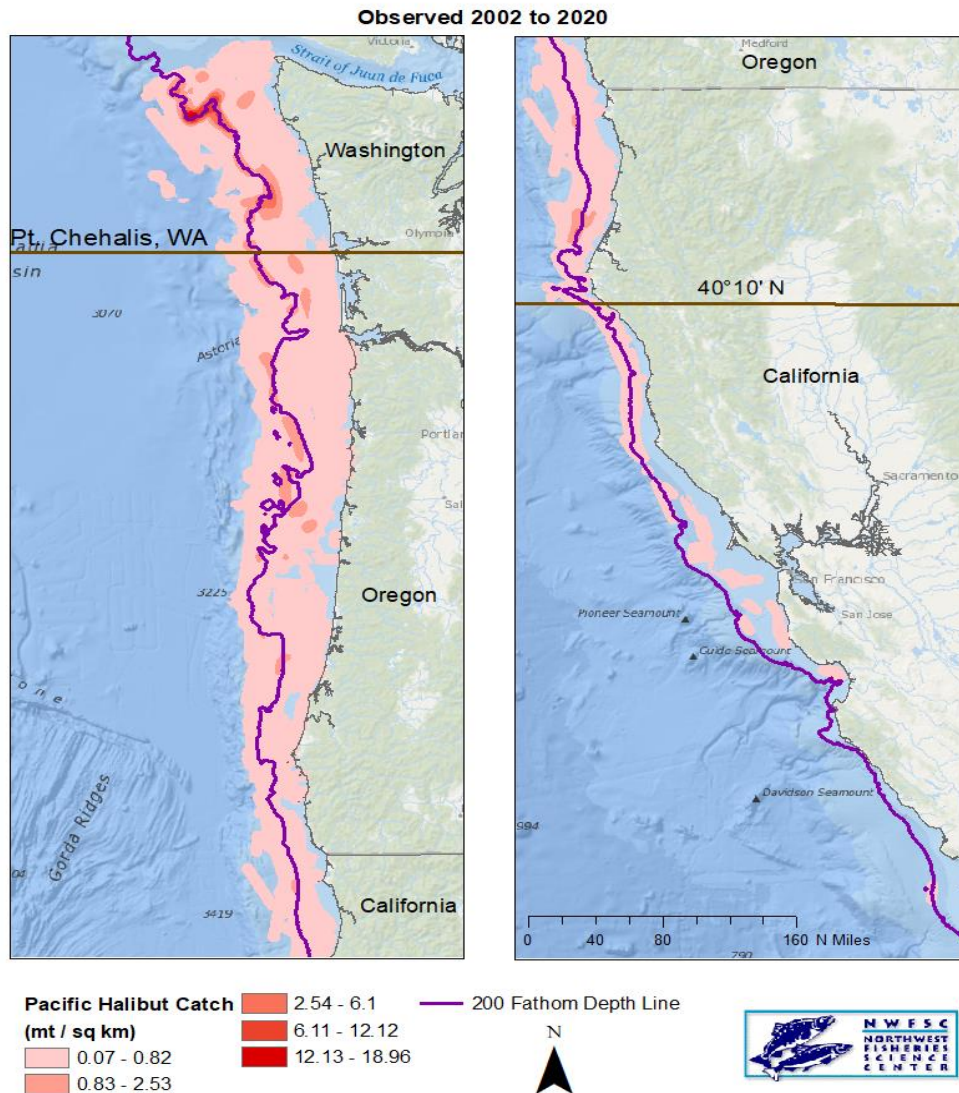 Observed 2002 to 2020
Victoria
Strait of Juan de Fuca
Washington
Olympia
Pt. Chehalis, WA
sin
3070
Astoria
Portlan
Sal
3225
Oregon
Gorda Ridges
3419
California
Medford
Oregon
40°10' N
California
Sacramento
San Francisco
San Jose
Pioneer Seamount
Guide Seamount
Davidson Seamount
994
0 40 80 160 N Miles
790
Pacific Halibut Catch
(mt / sq km)
0.07 - 0.82
0.83 - 2.53
2.54 - 6.1
6.11 - 12.12
12.13 - 18.96
200 Fathom Depth Line
N
NWFSC
NORTHWEST
FISHERIES
SCIENCE
CENTER